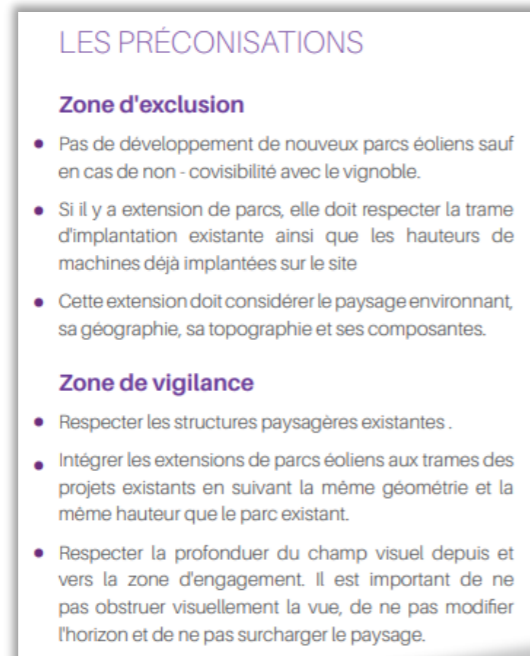 LES PRÉCONISATIONS
Zone d'exclusion
• Pas de développement de nouveux parcs éoliens sauf
en cas de non - covisibilité avec le vignoble.
• Si il y a extension de parcs, elle doit respecter la trame
d'implantation existante ainsi que les hauteurs de
machines déjà implantées sur le site
• Cette extension doit considérer le paysage environnant,
sa géographie, sa topographie et ses composantes.
Zone de vigilance
• Respecter les structures paysagères existantes .
• Intégrer les extensions de parcs éoliens aux trames des
projets existants en suivant la même géométrie et la
même hauteur que le parc existant.
• Respecter la profonduer du champ visuel depuis et
vers la zone d'engagement. Il est important de ne
pas obstruer visuellement la vue, de ne pas modifier
l'horizon et de ne pas surcharger le paysage.